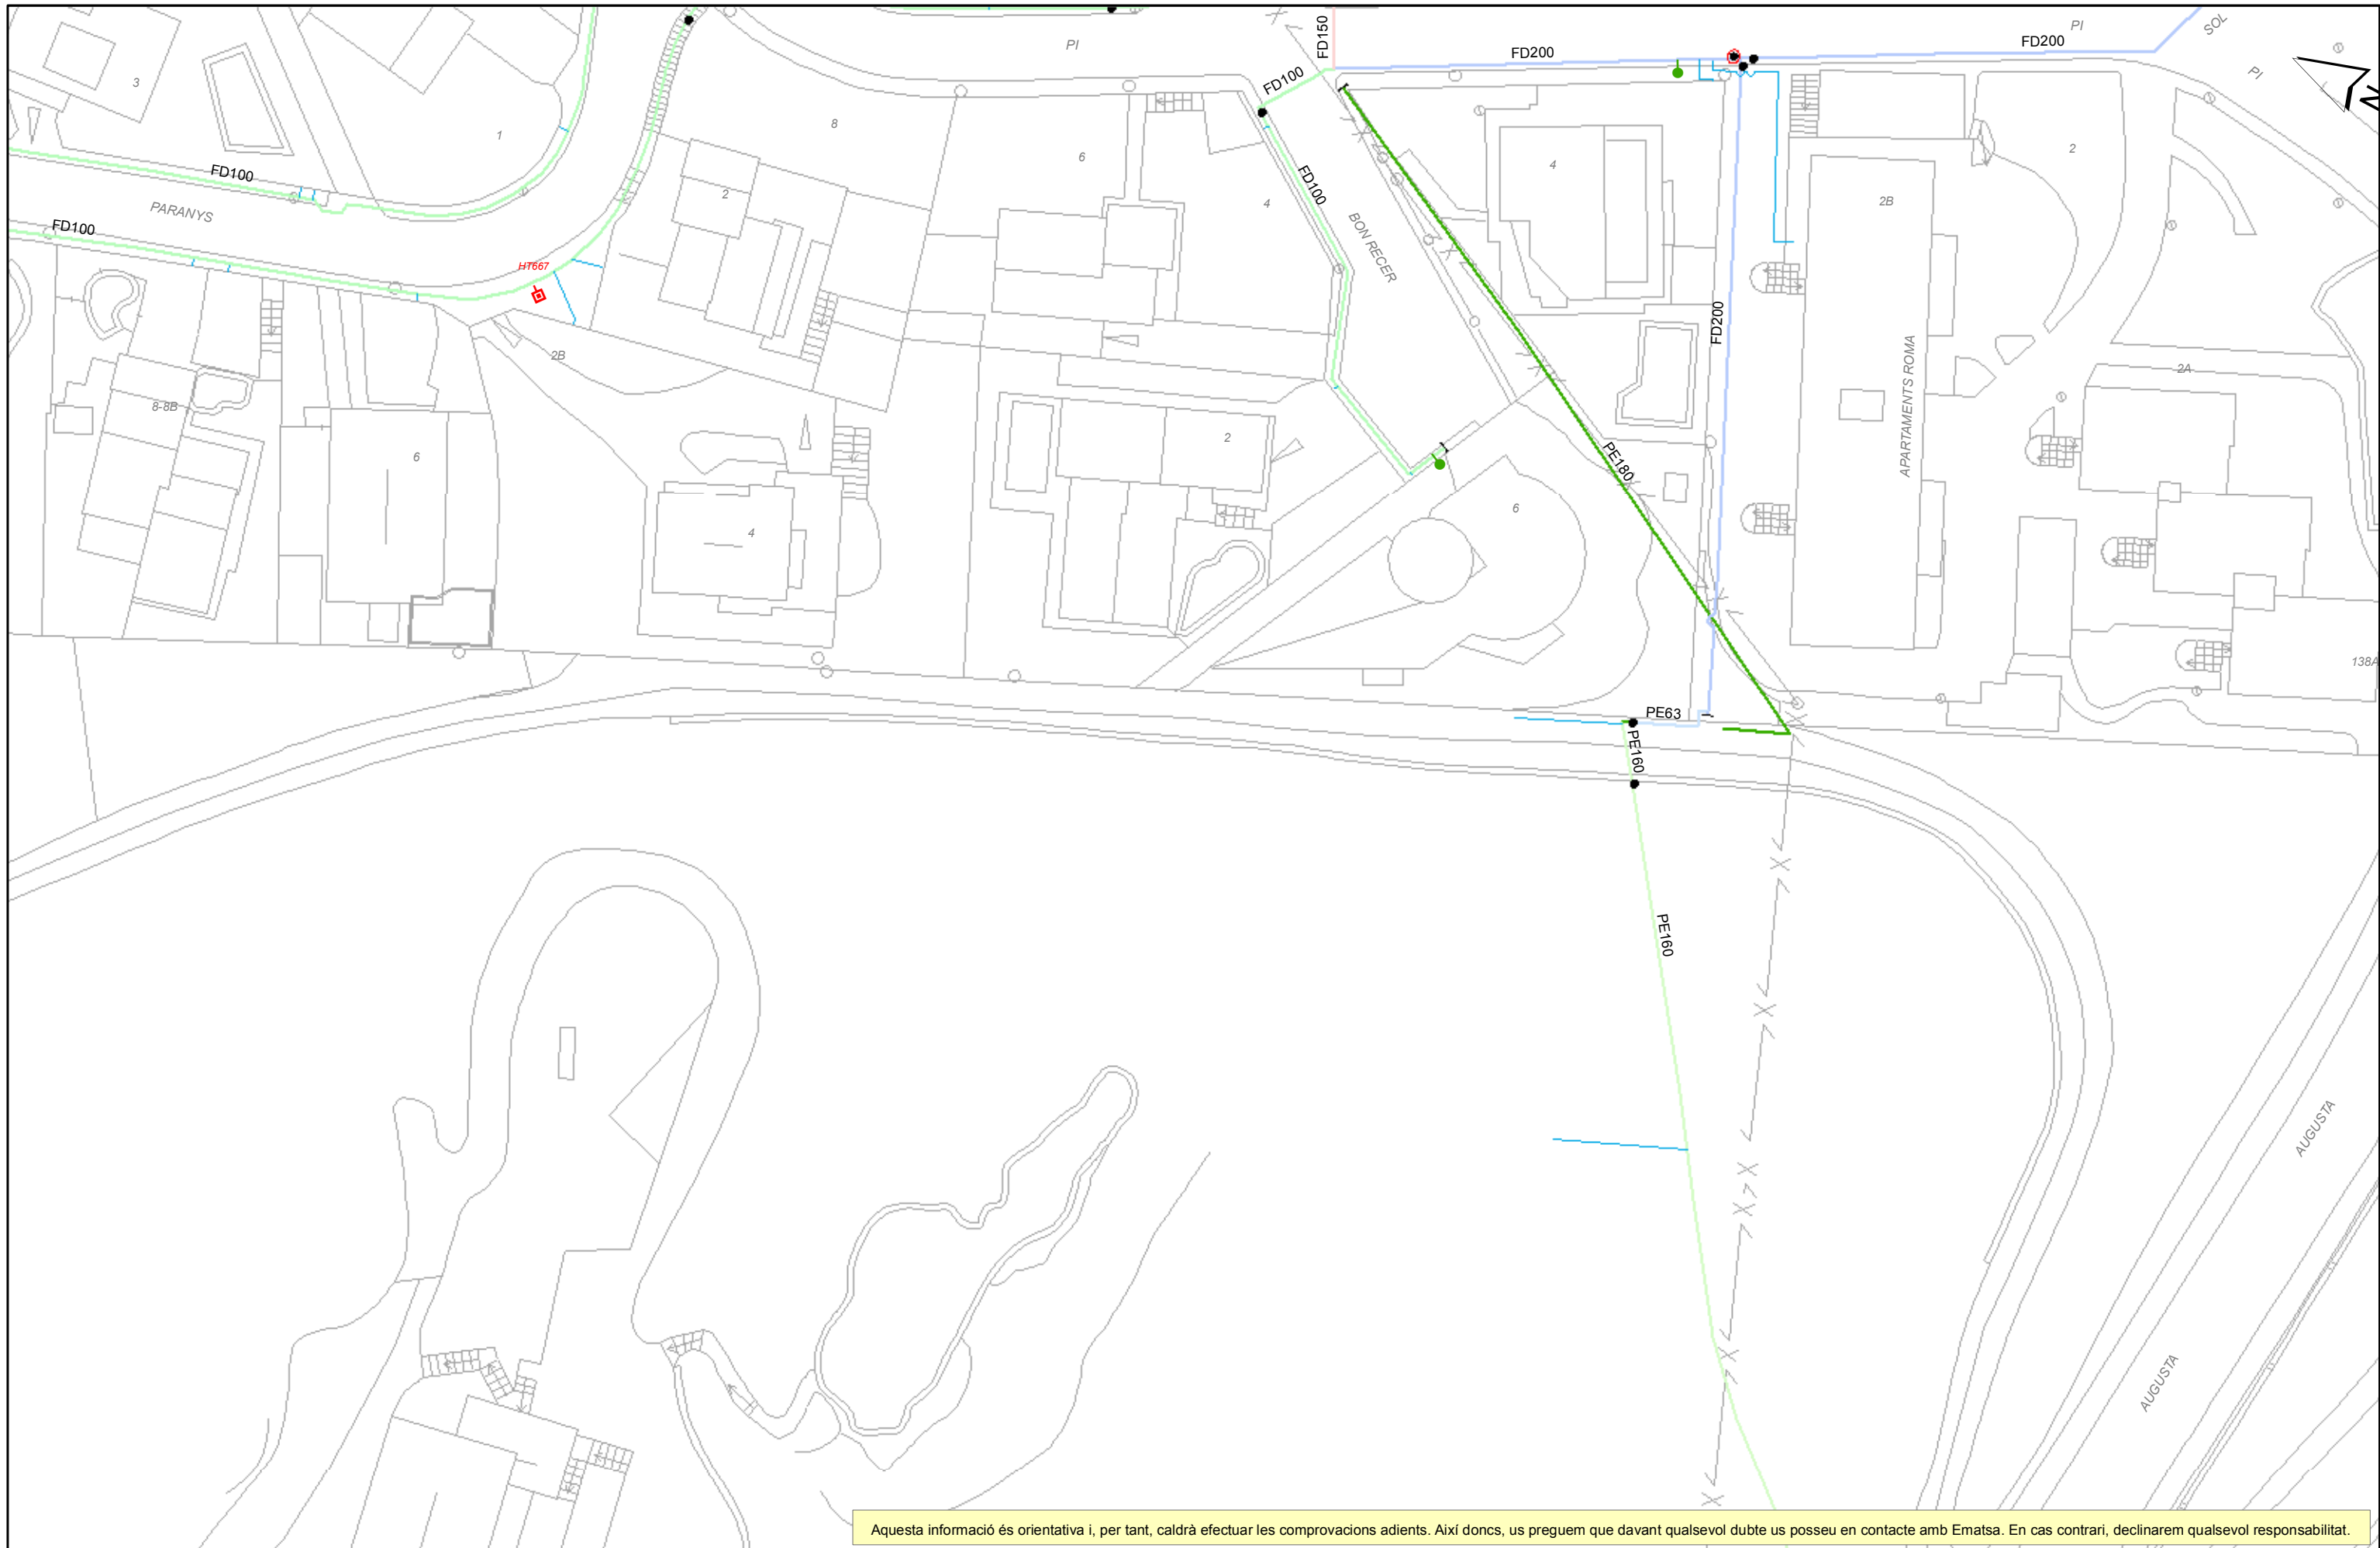 FD150
PI
SOL
FD200
FD200
PI
PI
3
FD100
1
8
6
4
2
FD100
PARANYS
2
4
FD100
2B
FD100
BON RECER
HT667
FD200
2B
APARTAMENTS ROMA
2A
8-8B
6
2
PE180
6
4
138A
PE63
PE160
PE160
AUGUSTA
AUGUSTA
N
Aquesta informació és orientativa i, per tant, caldrà efectuar les comprovacions adients. Així doncs, us preguem que davant qualsevol dubte us poseu en contacte amb Ematsa. En cas contrari, declinarem qualsevol responsabilitat.